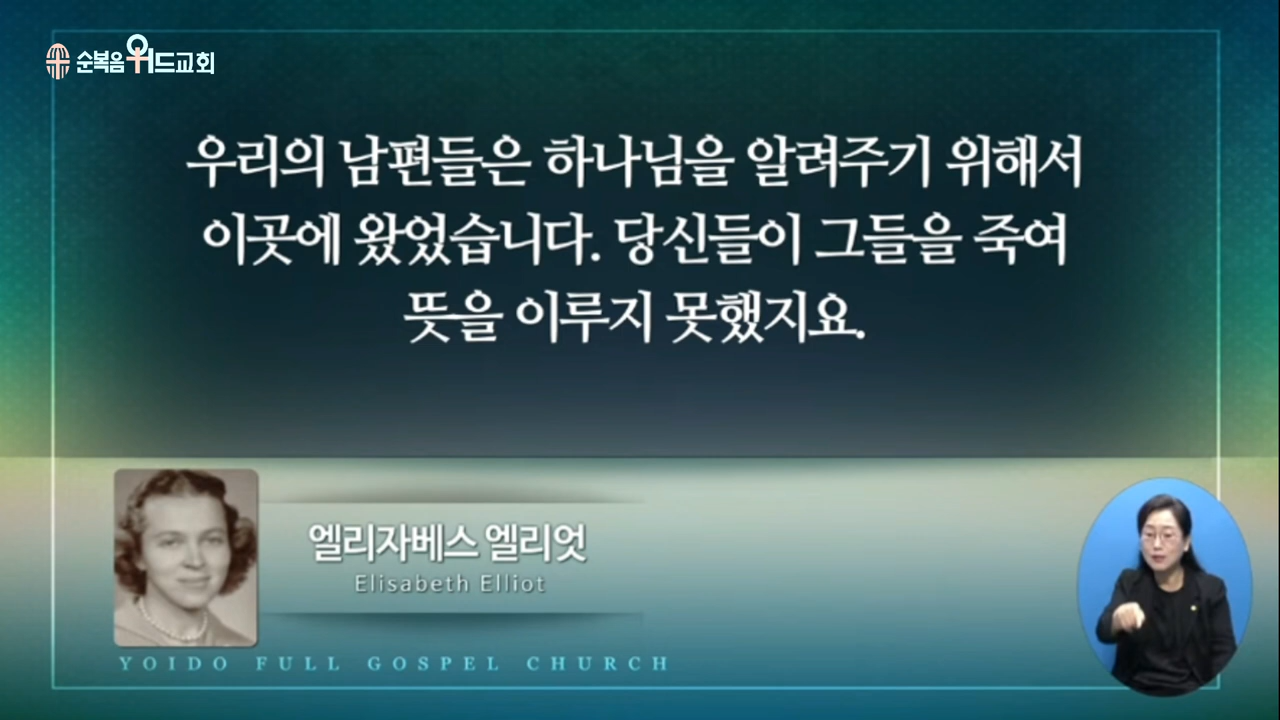 순복음위드교회
우리의 남편들은 하나님을 알려주기 위해서
이곳에 왔었습니다. 당신들이 그들을 죽여
뜻을 이루지 못했지요.
엘리자베스 엘리엇
Elisabeth Elliot
YOIDO FULL GOSPEL CHURCH